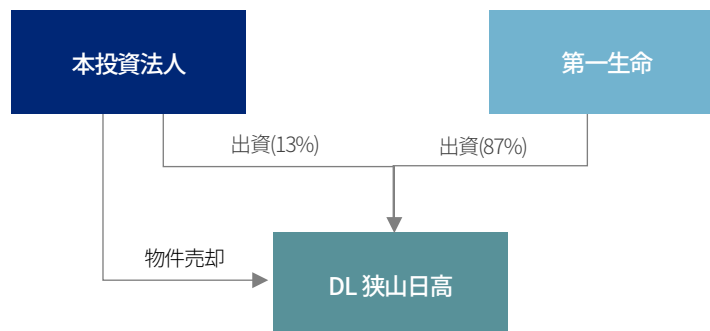 本投資法人
第一生命
出資(13%)
出資(87%)
物件売却
DL 狭山日高